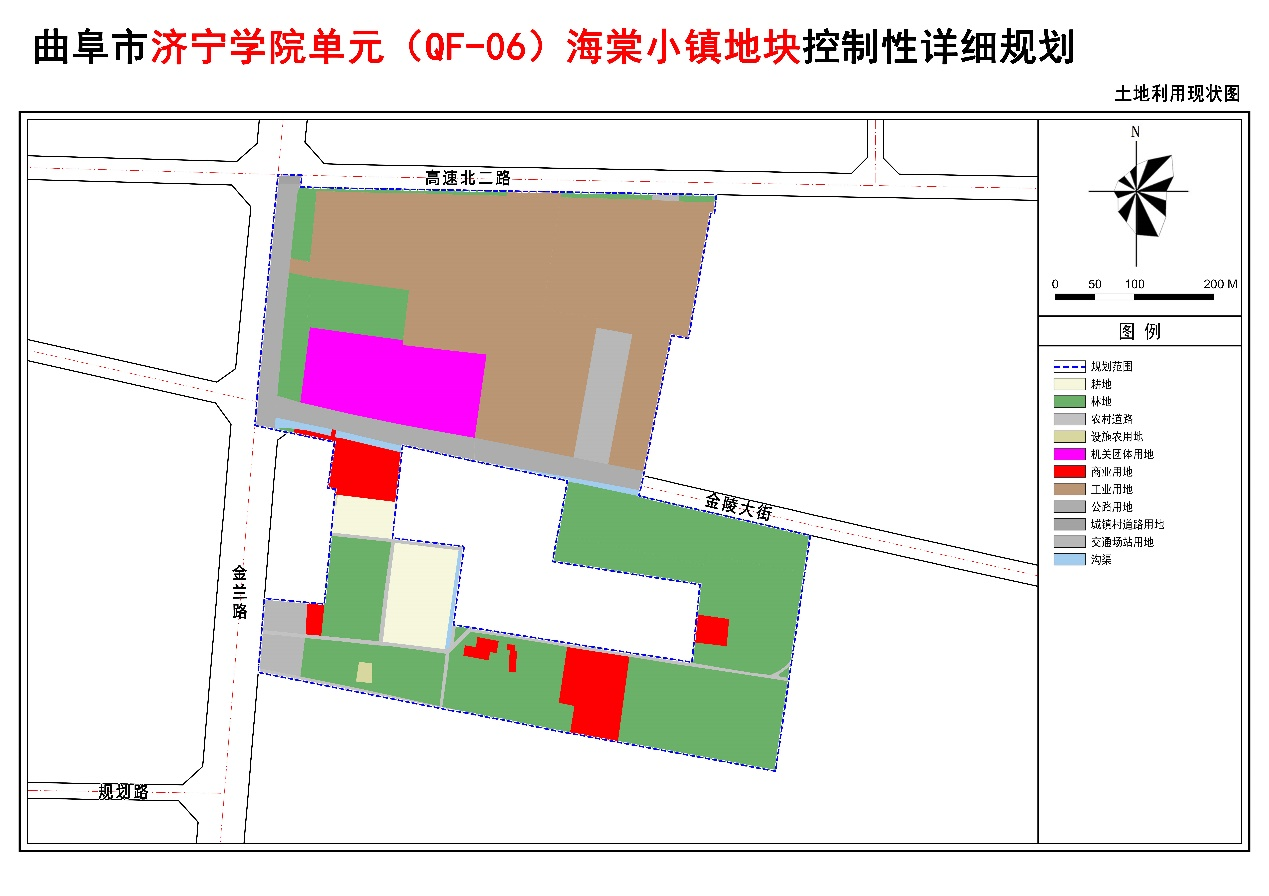 曲阜市济宁学院单元（QF-06）海棠小镇地块控制性详细规划
土地利用现状图
高速北二路
金陵大街
金兰路
规划路
N
0 50 100 200 M
图 例
规划范围
耕地
林地
农村道路
设施农用地
机关团体用地
商业用地
工业用地
公路用地
城镇村道路用地
交通场站用地
沟渠